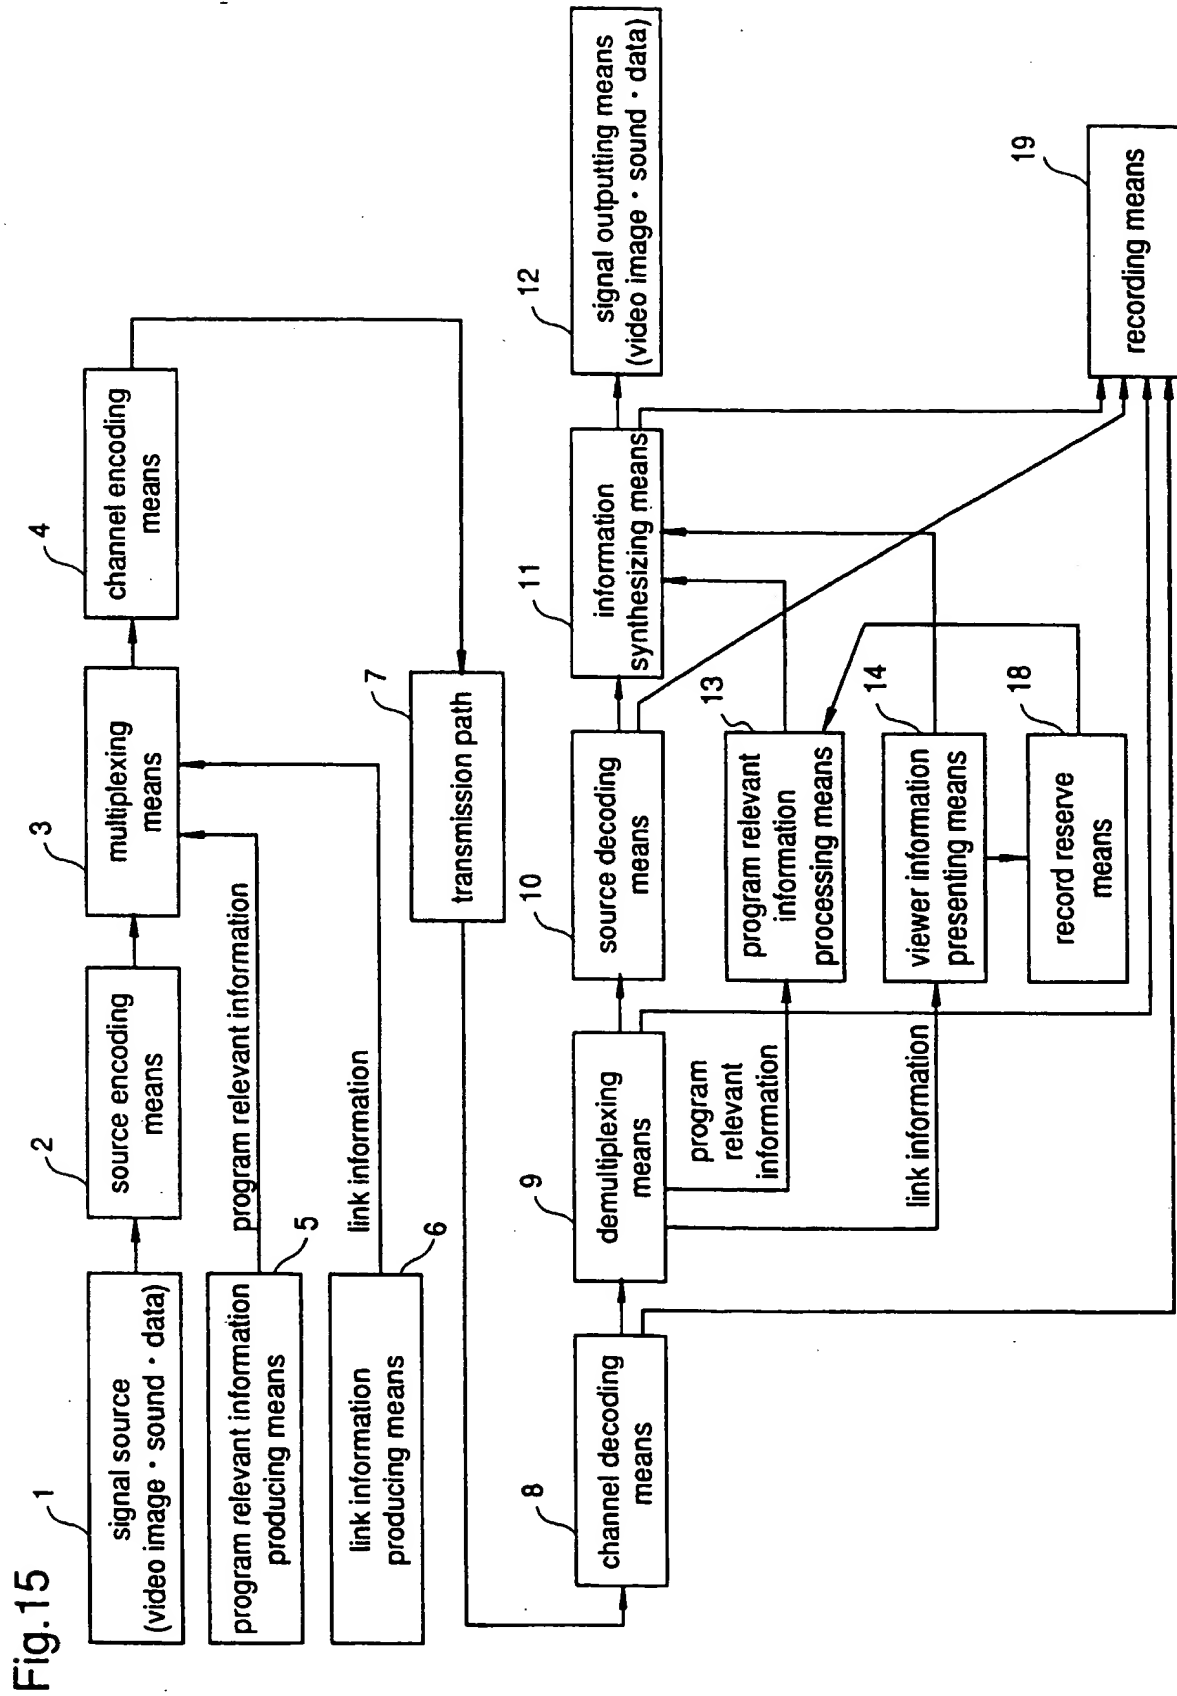 Fig.15
1
signal source
(video image・sound・data)
2
source encoding
means
3
multiplexing
means
4
channel encoding
means
program relevant information
producing means
5
program relevant information
link information
producing means
6
link information
7
transmission path
8
channel decoding
means
9
demultiplexing
means
10
source decoding
means
11
information
synthesizing means
12
signal outputting means
(video image・sound・data)
program
relevant
information
13
program relevant
information
processing means
link information
14
viewer information
presenting means
18
record reserve
means
19
recording means